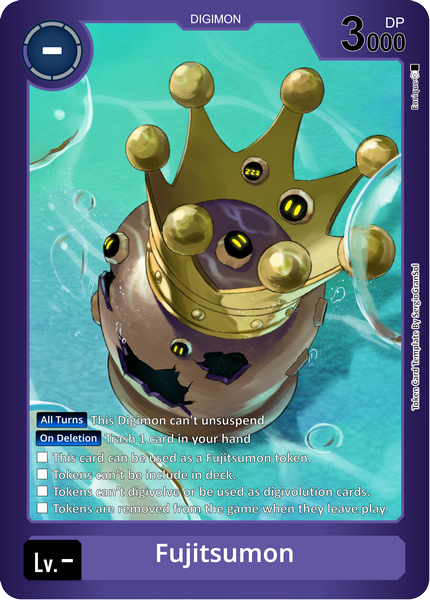 DIGIMON
-
DP
3000
Enrique
zzz
All Turns This Digimon can't unsuspend
On Deletion Trash 1 card in your hand
This card can be used as a Fujitsumon token.
Tokens can't be include in deck.
Tokens can't digivolve or be used as digivolution cards.
Tokens are removed from the game when they leave play.
Token Card Template By SergioGranSol
Lv.-
Fujitsumon